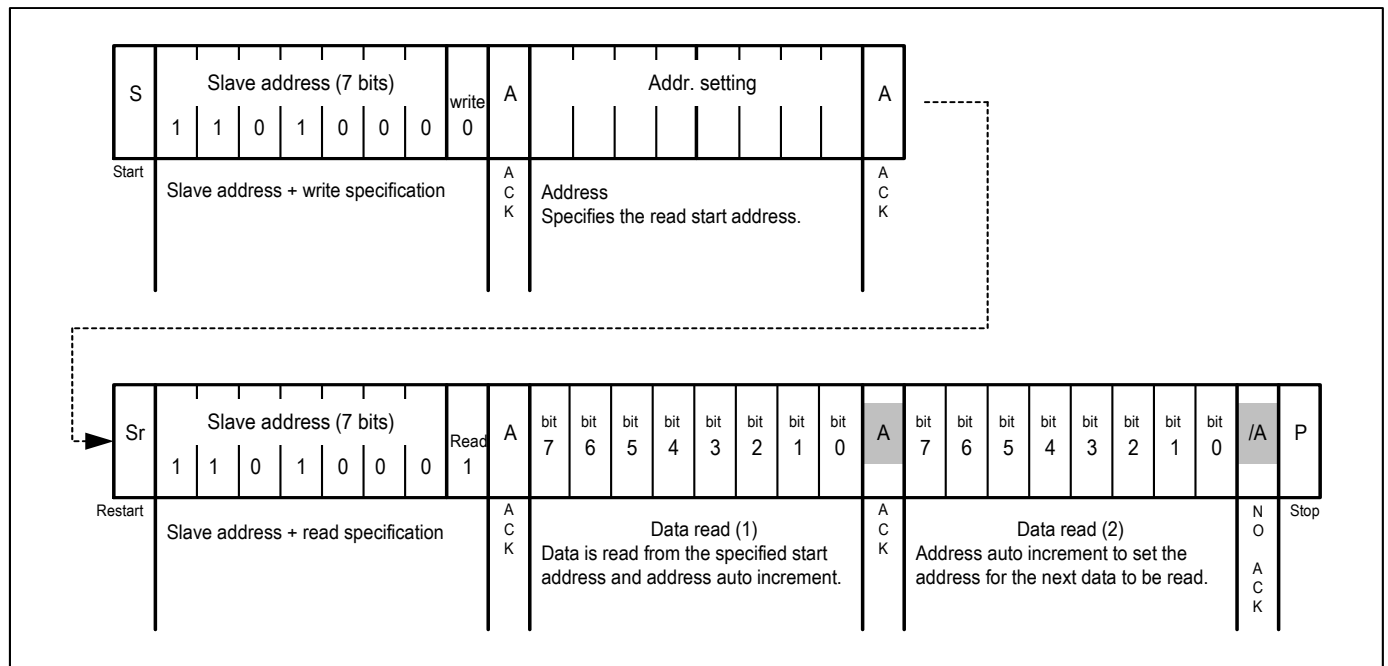 S Slave address (7 bits) write A Addr. setting A
1 1 0 1 0 0 0 0
Start
Slave address + write specification
A C K
Address
Specifies the read start address.
A C K
Sr Slave address (7 bits) Read A bit 7 bit 6 bit 5 bit 4 bit 3 bit 2 bit 1 bit 0 A bit 7 bit 6 bit 5 bit 4 bit 3 bit 2 bit 1 bit 0 /A P
1 1 0 1 0 0 0 1
Restart
Slave address + read specification
A C K
Data read (1)
Data is read from the specified start
address and address auto increment.
A C K
Data read (2)
Address auto increment to set the
address for the next data to be read.
N O A C K
Stop